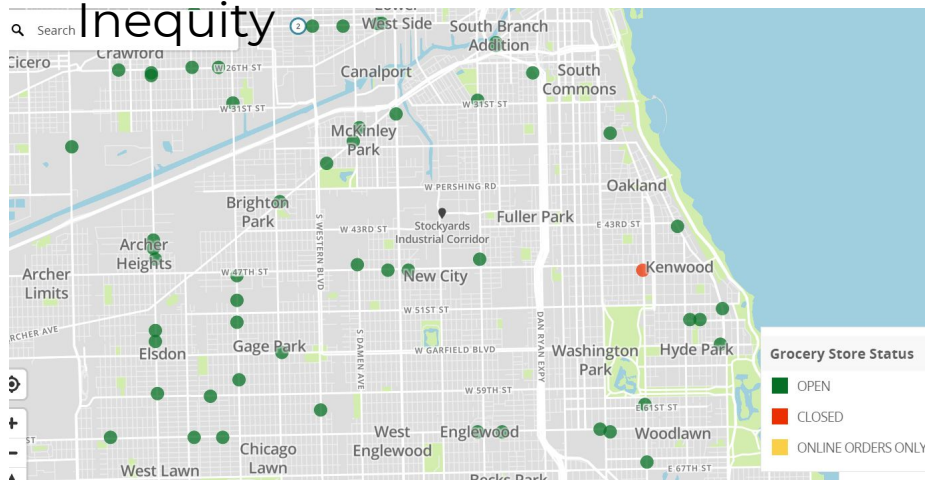 Inequity
Search
2
Lower
West Side
South Branch
Addition
Crawford
Cicero
W 26TH ST
Canalport
South
Commons
W 31ST ST
W 31ST ST
McKinley
Park
W PERSHING RD
Oakland
Brighton
Park
S WESTERN BLVD
Stockyards
Industrial Corridor
Fuller Park
E 43RD ST
W 43RD ST
Archer
Heights
Archer
Limits
W 47TH ST
New City
Kenwood
W 51ST ST
RCHER AVE
S DAMEN AVE
DAN RYAN EXPY
Elsdon
Gage Park
W GARFIELD BLVD
Washington
Park
Hyde Park
Grocery Store Status
OPEN
CLOSED
ONLINE ORDERS ONLY
W 59TH ST
E 61ST ST
ST
Chicago
Lawn
West
Englewood
Englewood
Woodlawn
West Lawn
E 67TH ST